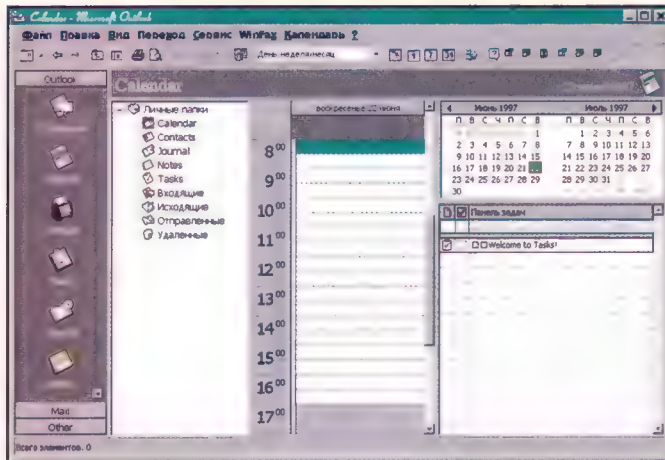 Calendar - Microsoft Outlook
Файл Правка Вид Переход Сервис WinFax Календарь ?
День/неделя/месяц
Outlook
Calendar
Личные папки
Calendar
Contacts
Journal
Notes
Tasks
Входящие
Исходящие
Отправленные
Удаленные
Mail
Other
воскресенье 22 июня
8 00
9 00
10 00
11 00
12 00
13 00
14 00
15 00
16 00
17 00
Июнь 1997
П В С Ч П С В
1
2 3 4 5 6 7 8
9 10 11 12 13 14 15
16 17 18 19 20 21
23 24 25 26 27 28 29
30
Июль 1997
П В С Ч П С В
1 2 3 4 5 6
7 8 9 10 11 12 13
14 15 16 17 18 19 20
21 22 23 24 25 26 27
28 29 30 31
Панель задач
Welcome to Tasks!
Всего элементов: 0